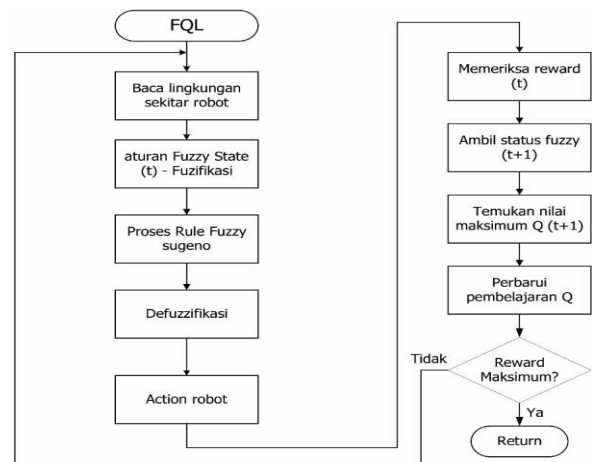 FQL
Baca lingkungan
sekitar robot
aturan Fuzzy State
(t) - Fuzifikasi
Proses Rule Fuzzy
sugeno
Defuzzifikasi
Action robot
Memeriksa reward
(t)
Ambil status fuzzy
(t+1)
Temukan nilai
maksimum Q (t+1)
Perbarui
pembelajaran Q
Reward
Maksimum?
Tidak
Ya
Return